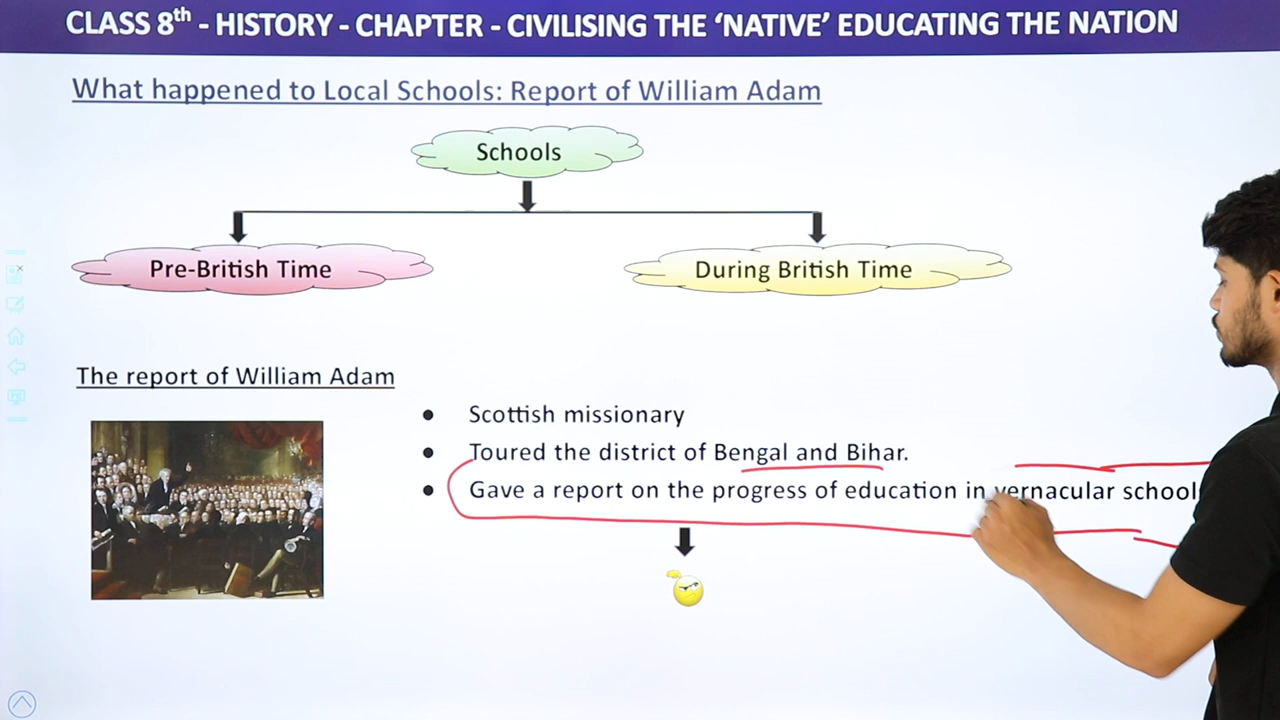 CLASS 8th - HISTORY - CHAPTER - CIVILISING THE ‘NATIVE’ EDUCATING THE NATION
What happened to Local Schools: Report of William Adam
Schools
Pre-British Time
During British Time
The report of William Adam
• Scottish missionary
• Toured the district of Bengal and Bihar.
• Gave a report on the progress of education in vernacular school